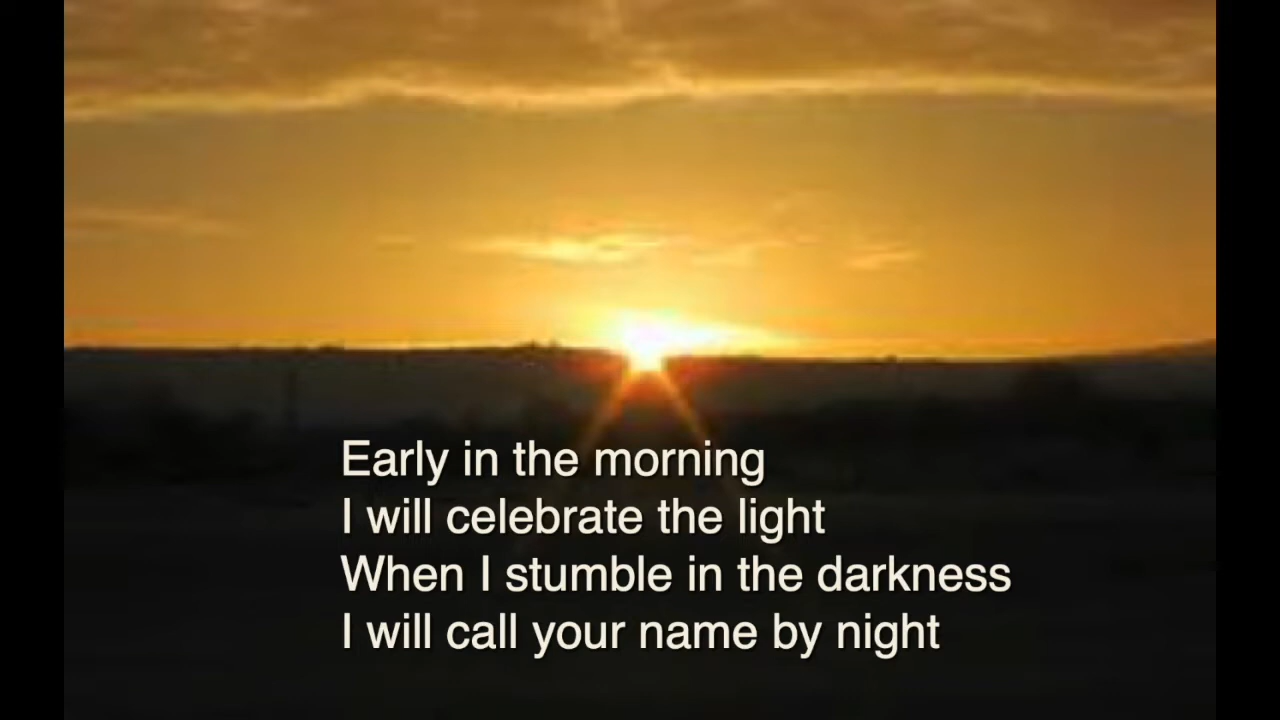 Early in the morning
I will celebrate the light
When I stumble in the darkness
I will call your name by night